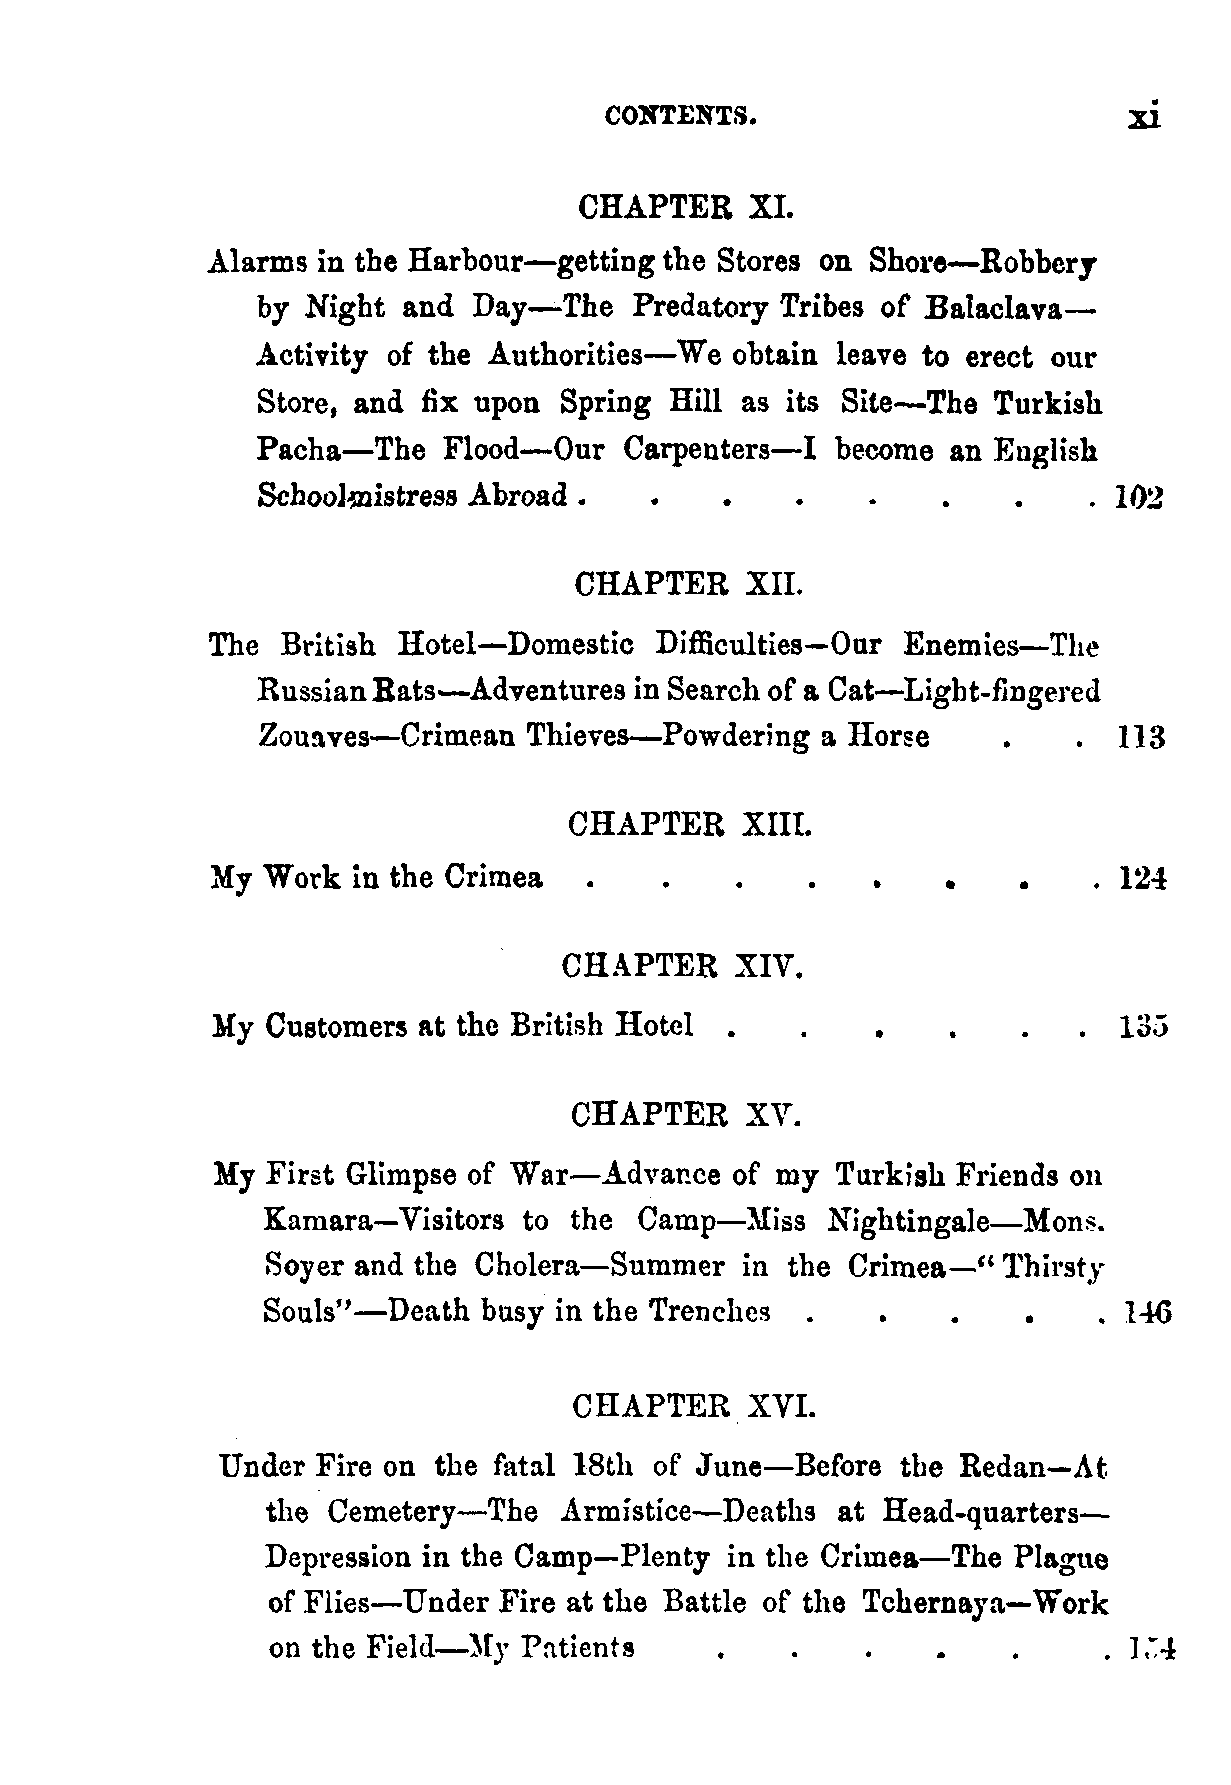 CONTENTS. xi
CHAPTER XI.
Alarms in the Harbour—getting the Stores on Shore—Robbery
by Night and Day—The Predatory Tribes of Balaclava—
Activity of the Authorities—We obtain leave to erect our
Store, and fix upon Spring Hill as its Site—The Turkish
Pacha—The Flood—Our Carpenters—I become an English
Schoolmistress Abroad . . . . . . . . 102
CHAPTER XII.
The British Hotel—Domestic Difficulties—Our Enemies—The
Russian Rats—Adventures in Search of a Cat—Light-fingered
Zouaves—Crimean Thieves—Powdering a Horse . . 113
CHAPTER XIII.
My Work in the Crimea . . . . . . . . 124
CHAPTER XIV.
My Customers at the British Hotel . . . . . . 135
CHAPTER XV.
My First Glimpse of War—Advance of my Turkish Friends on
Kamara—Visitors to the Camp—Miss Nightingale—Mons.
Soyer and the Cholera—Summer in the Crimea—“Thirsty
Souls”—Death busy in the Trenches . . . . . 146
CHAPTER XVI.
Under Fire on the fatal 18th of June—Before the Redan—At
the Cemetery—The Armistice—Deaths at Head-quarters—
Depression in the Camp—Plenty in the Crimea—The Plague
of Flies—Under Fire at the Battle of the Tchernaya—Work
on the Field—My Patients . . . . . .